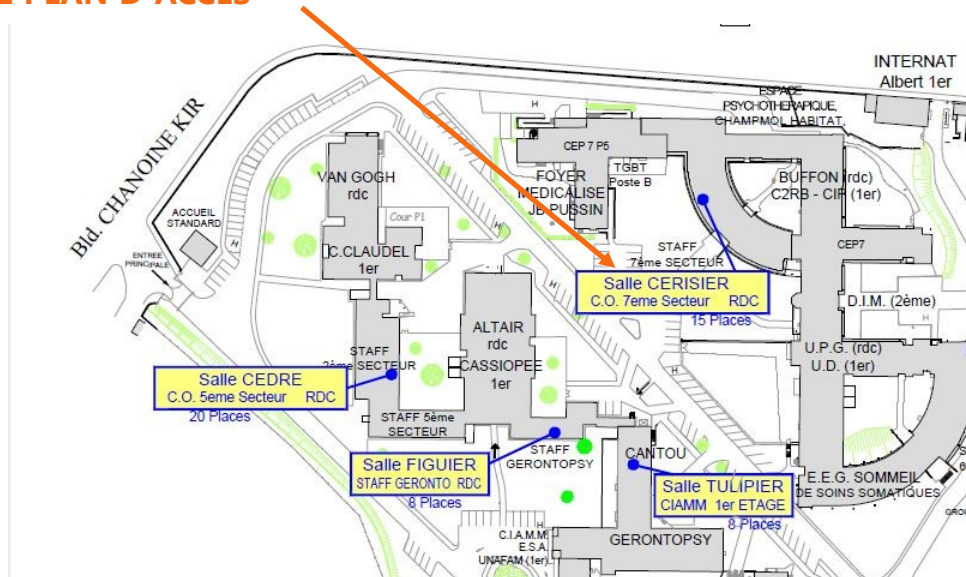 E PLAN D'ACCES
INTERNAT
Albert 1er
Bld. CHANOINE KIR
ESPACE
PSYCHOTHERAPIQUE,
CHAMPMOL HABITAT,
H
CEP 7 P5
TGBT
Poste B
VAN GOGH
rdc
FOYER
MEDICALISE
JB PUSSIN
BUFFON (rdc)
C2RB - CIF (1er)
ACCUEIL
STANDARD
Cour P1
H
C.CLAUDEL
1er
H
STAFF
7ème SECTEUR
CEP7
ENTREE
PRINCIPALE
Salle CERISIER
C.O. 7eme Secteur RDC
15 Places
D.I.M. (2ème)
H
H
ALTAIR
rdc
CASSIOPEE
1er
STAFF
2ème SECTEUR
U.P.G. (rdc)
U.D. (1er)
Salle CEDRE
C.O. 5eme Secteur RDC
20 Places
STAFF 5ème
SECTEUR
STAFF
GERONTOPSY
CANTOU
Salle FIGUIER
STAFF GERONTO RDC
8 Places
Salle TULIPIER
CIAMM 1er ETAGE
8 Places
E.E.G. SOMMEIL
DE SOINS SOMATIQUES
H
C.I.A.M.M.
E.S.A.
UNAFAM (1er)
GERONTOPSY